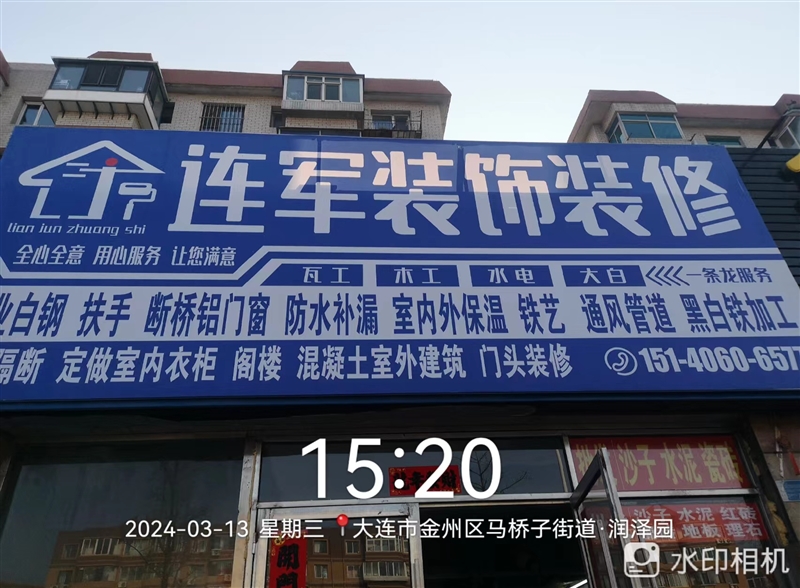 连军装饰装修
lian jun zhuang shi
全心全意 用心服务 让您满意
瓦工 木工 水电 大白 一条龙服务
业白钢 扶手 断桥铝门窗 防水补漏 室内外保温 铁艺 通风管道 黑白铁加工
隔断 定做室内衣柜 阁楼 混凝土室外建筑 门头装修 151-4060-657
15:20
沙子 水泥 瓷砖
沙子 水泥 红砖
地板 理石
2024-03-13 星期三 大连市金州区马桥子街道·润泽园
開門
水印相机